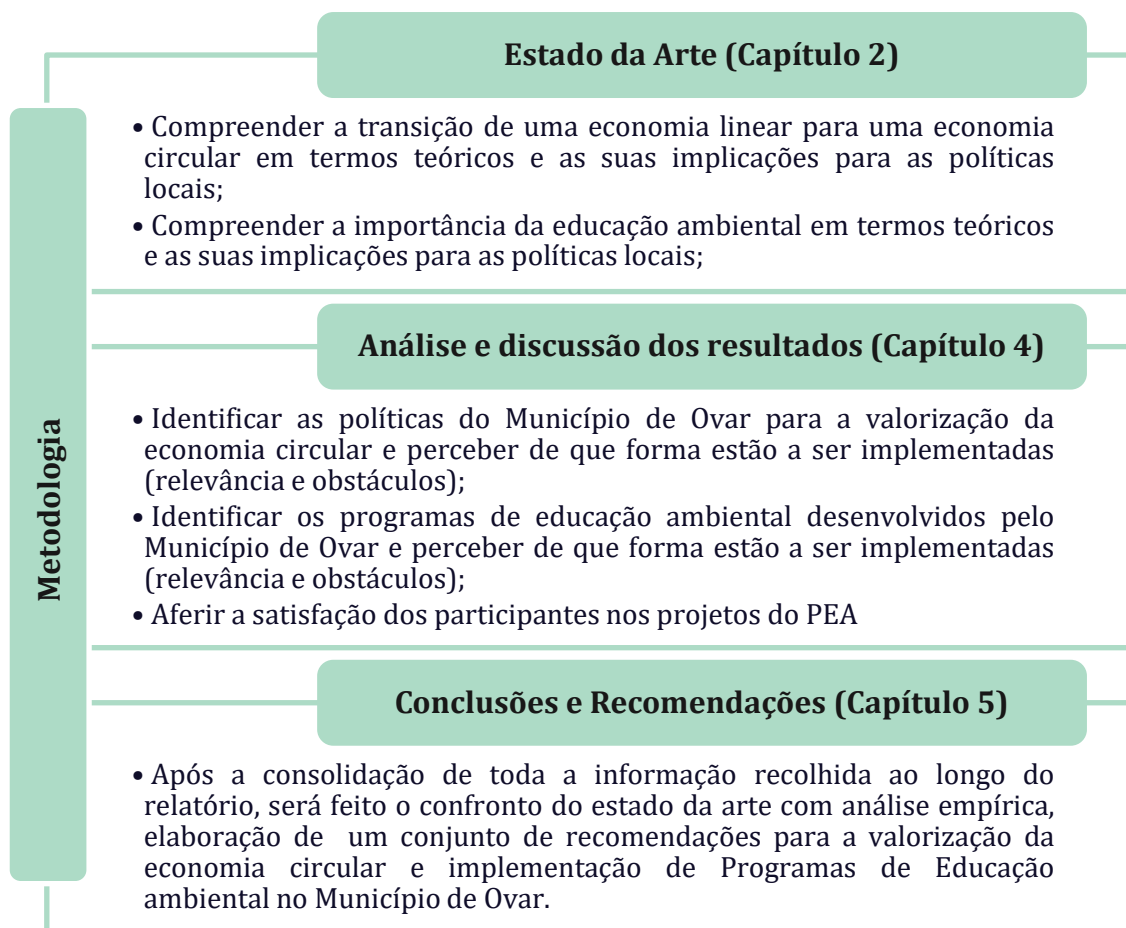 Metodologia
Estado da Arte (Capítulo 2)
• Compreender a transição de uma economia linear para uma economia
circular em termos teóricos e as suas implicações para as políticas
locais;
• Compreender a importância da educação ambiental em termos teóricos
e as suas implicações para as políticas locais;
Análise e discussão dos resultados (Capítulo 4)
• Identificar as políticas do Município de Ovar para a valorização da
economia circular e perceber de que forma estão a ser implementadas
(relevância e obstáculos);
• Identificar os programas de educação ambiental desenvolvidos pelo
Município de Ovar e perceber de que forma estão a ser implementadas
(relevância e obstáculos);
• Aferir a satisfação dos participantes nos projetos do PEA
Conclusões e Recomendações (Capítulo 5)
• Após a consolidação de toda a informação recolhida ao longo do
relatório, será feito o confronto do estado da arte com análise empírica,
elaboração de um conjunto de recomendações para a valorização da
economia circular e implementação de Programas de Educação
ambiental no Município de Ovar.